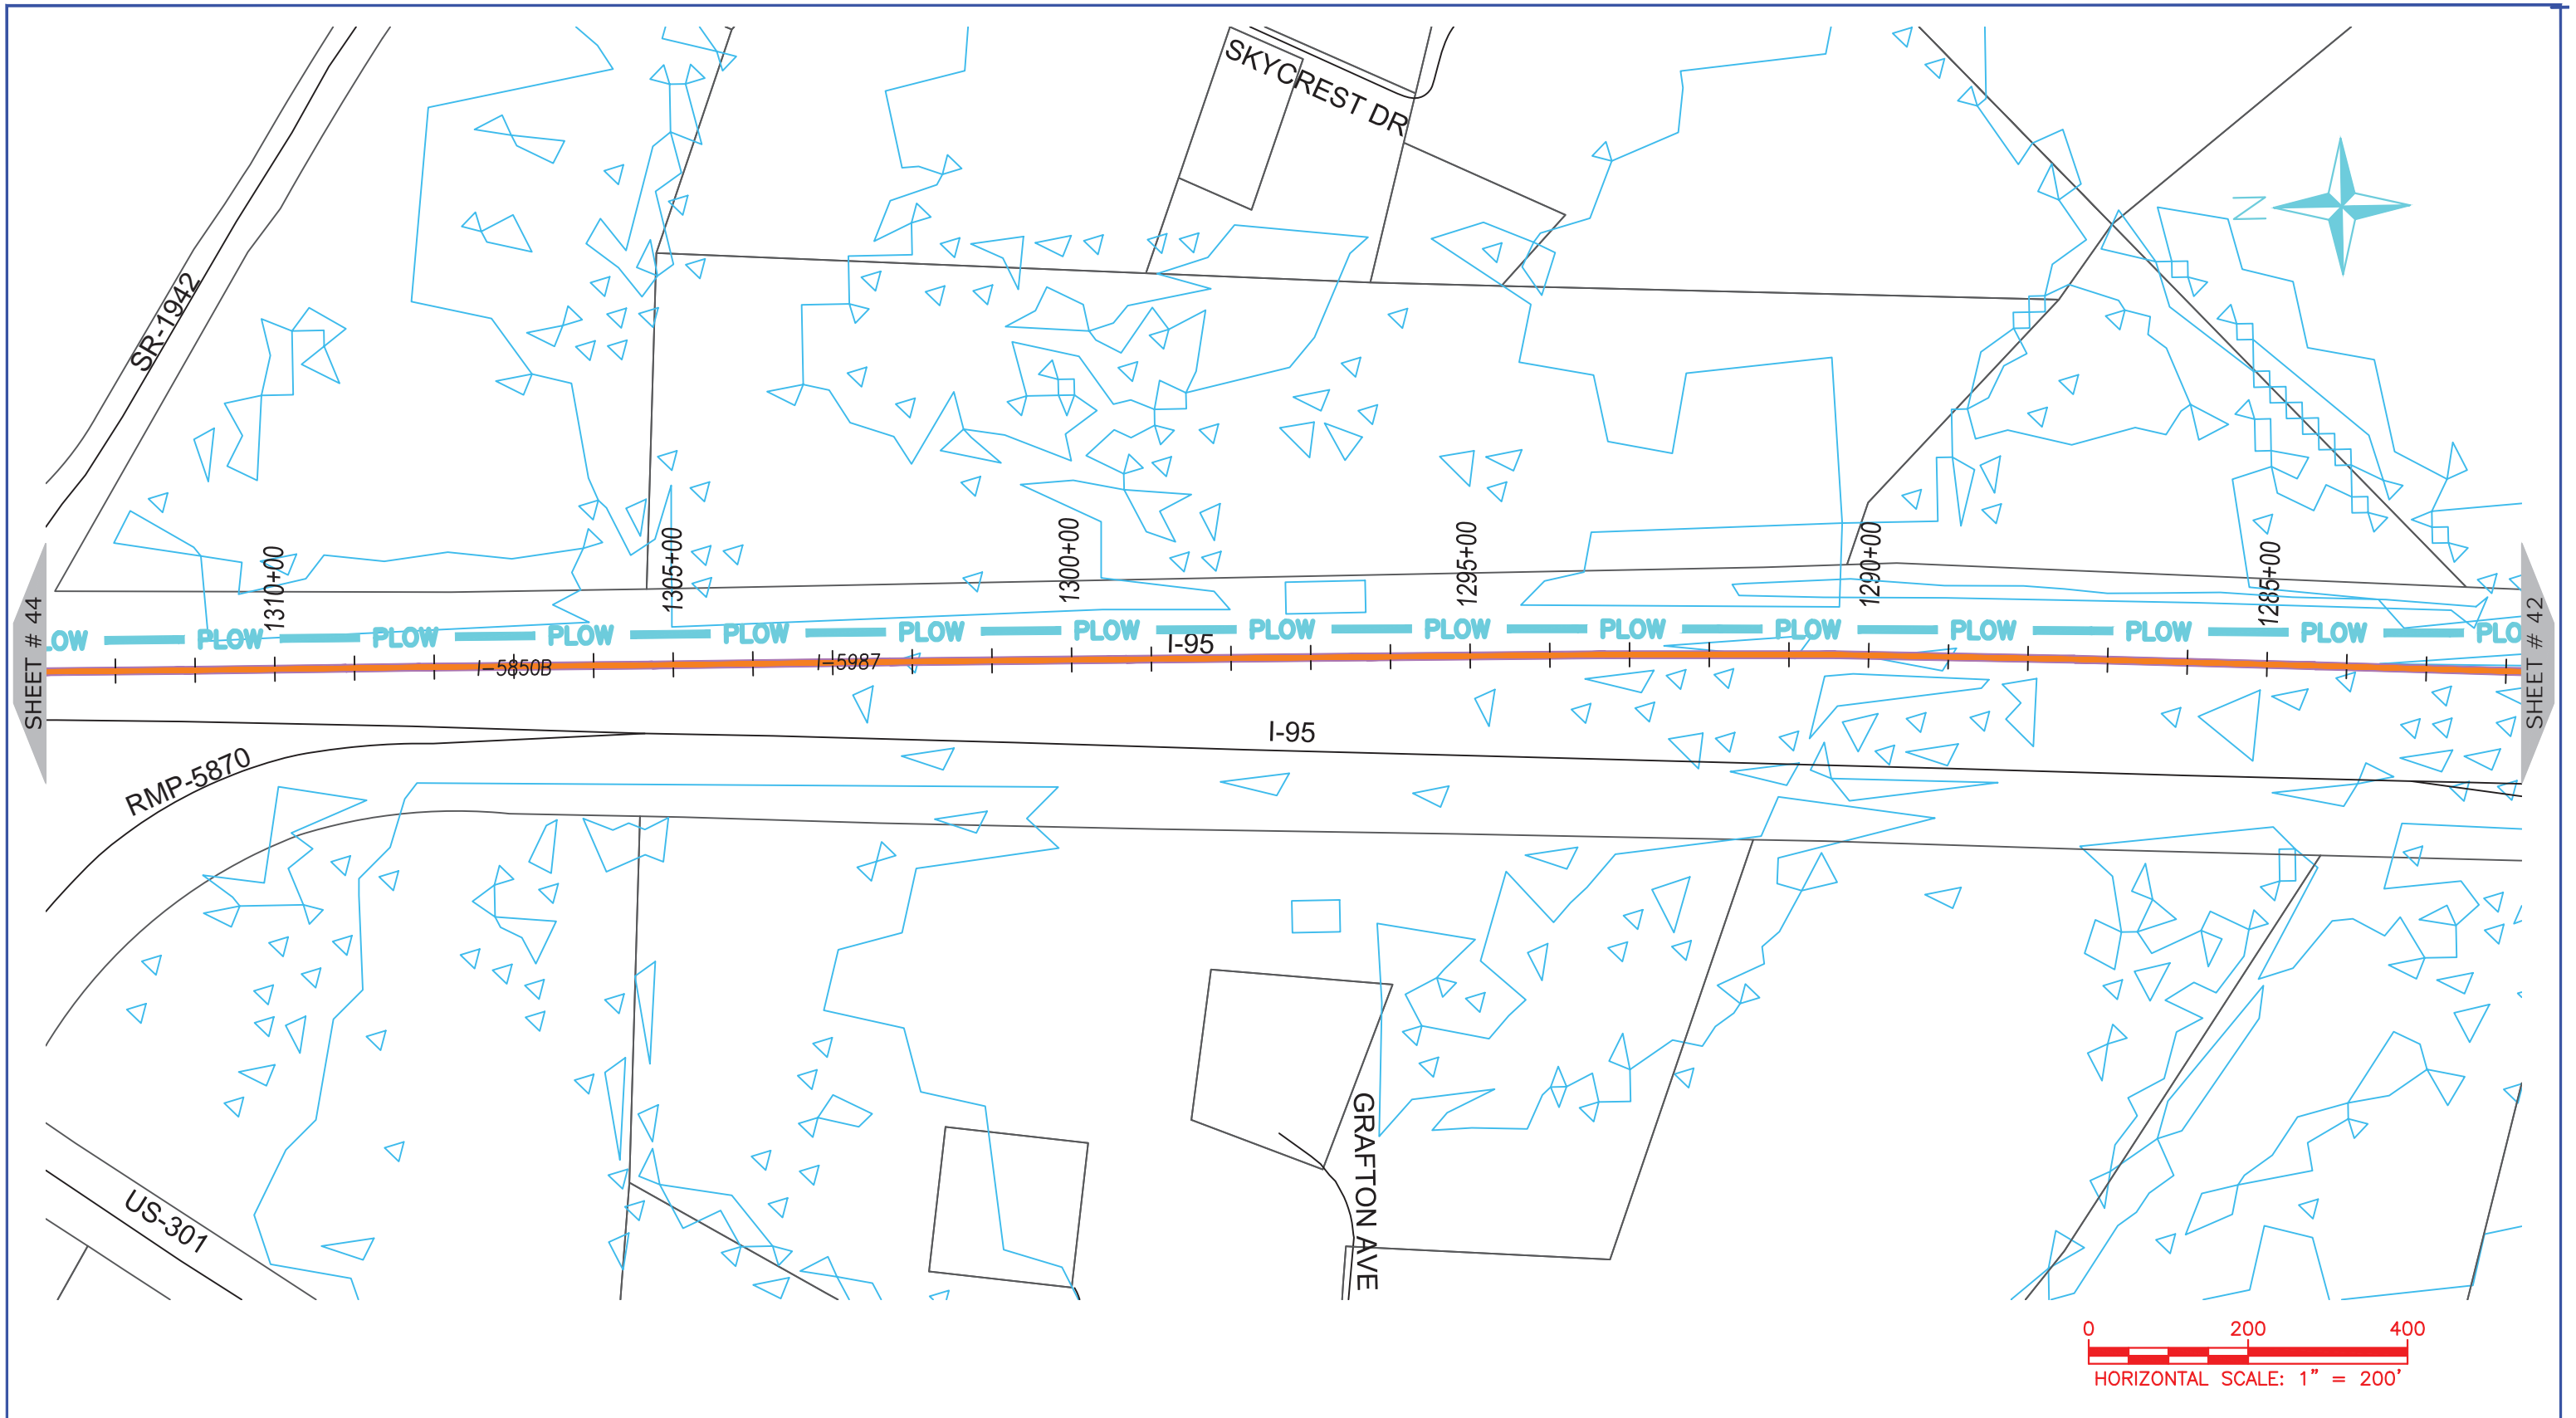 SKYCREST DR
N
SR-1942
1310+00
1305+00
1300+00
1295+00
1290+00
1285+00
SHEET # 44
SHEET # 42
LOW PLOW PLOW PLOW PLOW PLOW PLOW PLOW PLOW PLOW PLOW PLOW PLOW PLOW PLO
I-95
I-5850B
I-5987
I-95
RMP-5870
GRAFTON AVE
US-301
0 200 400
HORIZONTAL SCALE: 1" = 200'